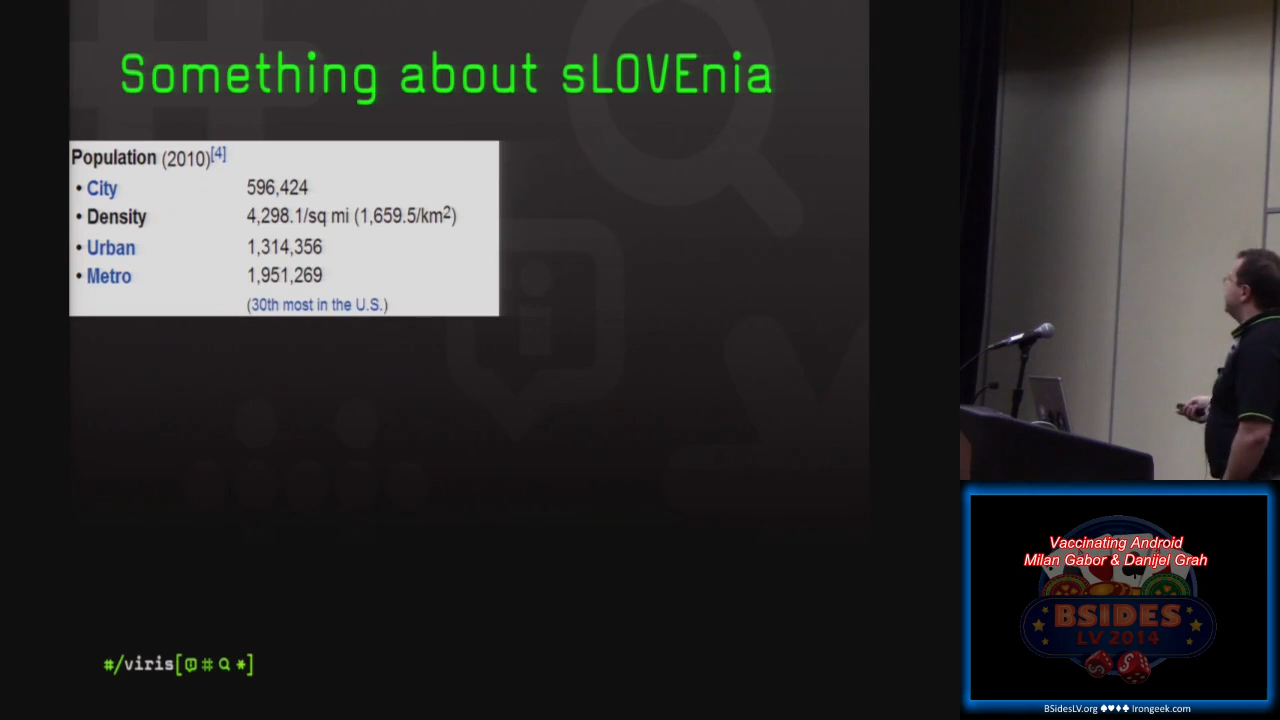 Something about sLOVEnia
Population (2010)[4]
• City 596,424
• Density 4,298.1/sq mi (1,659.5/km2)
• Urban 1,314,356
• Metro 1,951,269
(30th most in the U.S.)
#/viris[ # *]
Vaccinating Android
Milan Gabor & Danijel Grah
BSIDES
LV 2014
BSidesLV.org ♠♥♦♣ Irongeek.com